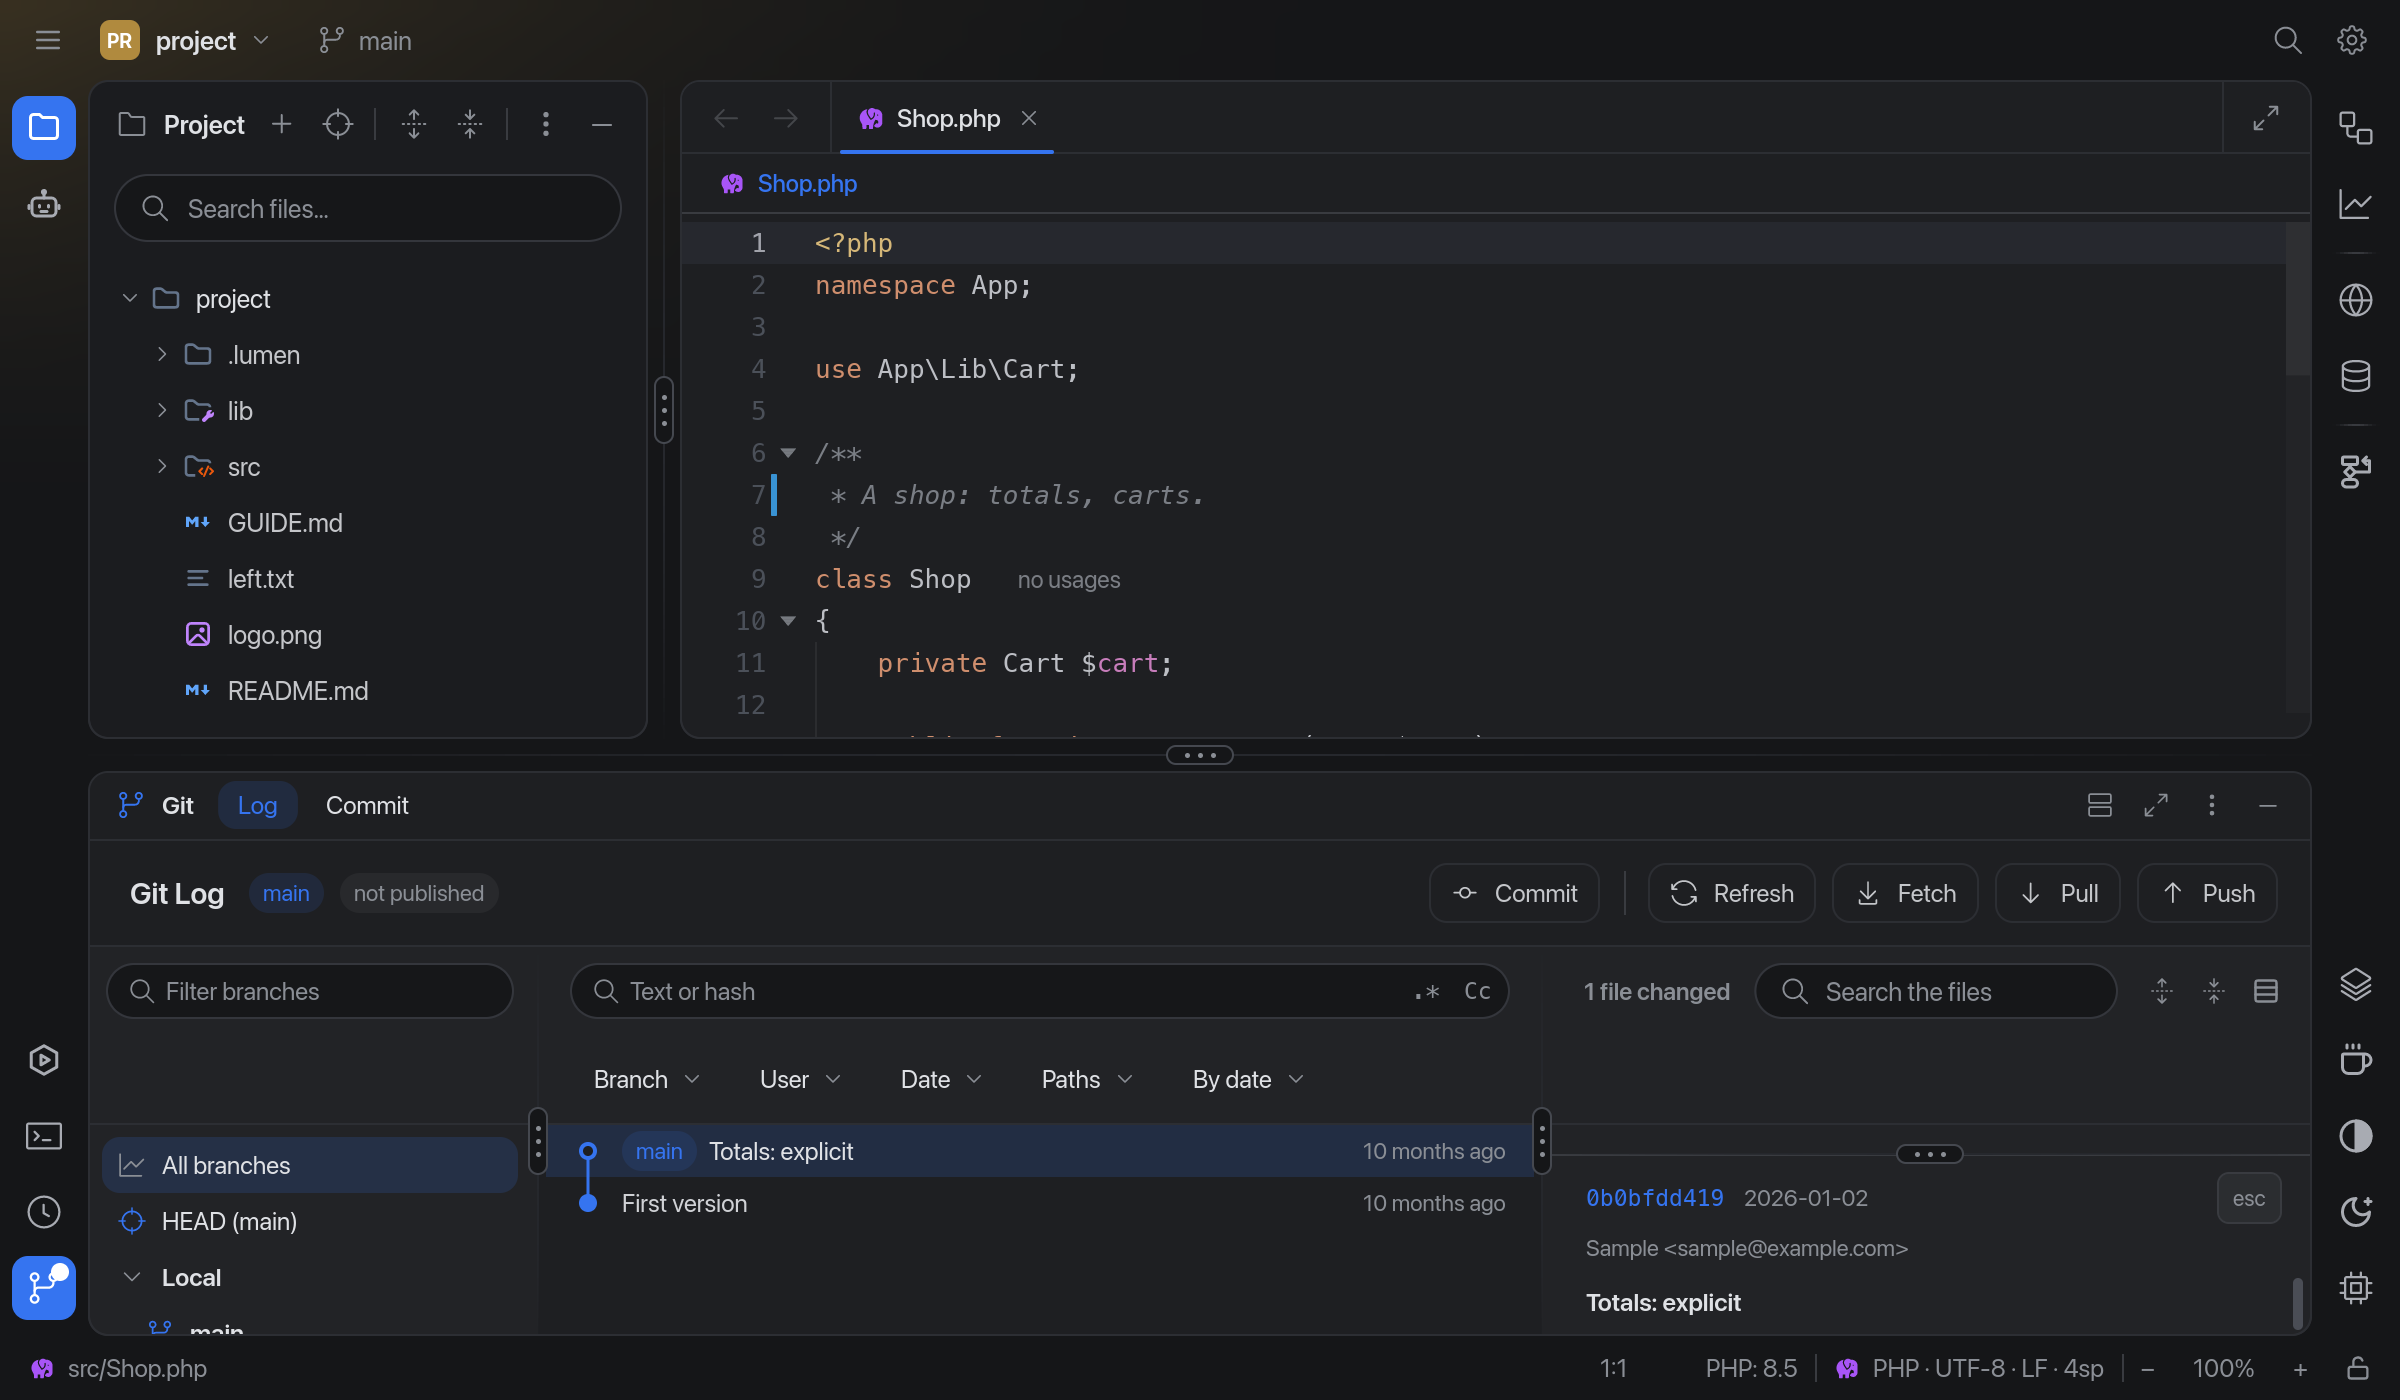 PR project main
Project
Search files...
project
.lumen
lib
src
GUIDE.md
left.txt
logo.png
README.md
Shop.php
Shop.php
1 <?php
2 namespace App;
3
4 use App\Lib\Cart;
5
6 /**
7 * A shop: totals, carts.
8 */
9 class Shop no usages
10 {
11 private Cart $cart;
12
Git Log Commit
Git Log main not published
Commit Refresh Fetch Pull Push
Filter branches
Text or hash .* Cc
1 file changed Search the files
Branch User Date Paths By date
All branches
HEAD (main)
Local
main
main Totals: explicit 10 months ago
First version 10 months ago
0b0bfdd419 2026-01-02 esc
Sample <sample@example.com>
Totals: explicit
src/Shop.php
1:1 PHP: 8.5 PHP · UTF-8 · LF · 4sp − 100% +